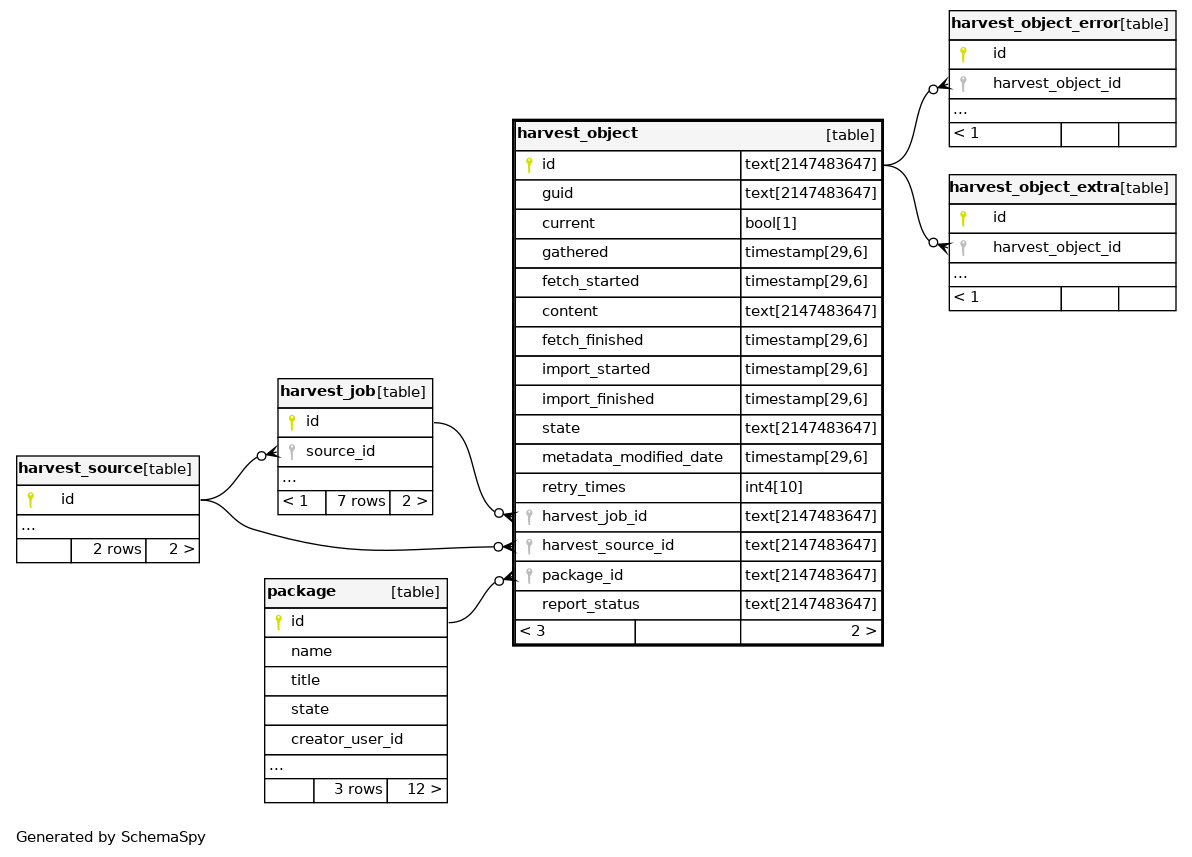 harvest_object_error [table]
id
harvest_object_id
...
< 1
harvest_object [table]
id text[2147483647]
guid text[2147483647]
current bool[1]
gathered timestamp[29,6]
fetch_started timestamp[29,6]
content text[2147483647]
fetch_finished timestamp[29,6]
import_started timestamp[29,6]
import_finished timestamp[29,6]
state text[2147483647]
metadata_modified_date timestamp[29,6]
retry_times int4[10]
harvest_job_id text[2147483647]
harvest_source_id text[2147483647]
package_id text[2147483647]
report_status text[2147483647]
< 3 2 >
harvest_object_extra [table]
id
harvest_object_id
...
< 1
harvest_job [table]
id
source_id
...
< 1 7 rows 2 >
harvest_source [table]
id
...
2 rows 2 >
package [table]
id
name
title
state
creator_user_id
...
3 rows 12 >
Generated by SchemaSpy